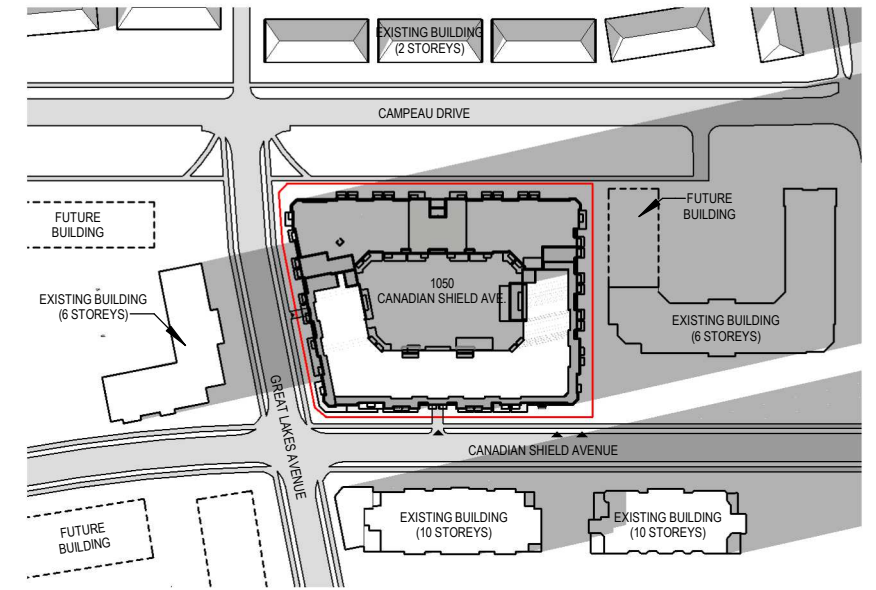 EXISTING BUILDING
(2 STOREYS)
CAMPEAU DRIVE
FUTURE
BUILDING
FUTURE
BUILDING
1050
CANADIAN SHIELD AVE.
EXISTING BUILDING
(6 STOREYS)
EXISTING BUILDING
(6 STOREYS)
GREAT LAKES AVENUE
CANADIAN SHIELD AVENUE
FUTURE
BUILDING
EXISTING BUILDING
(10 STOREYS)
EXISTING BUILDING
(10 STOREYS)